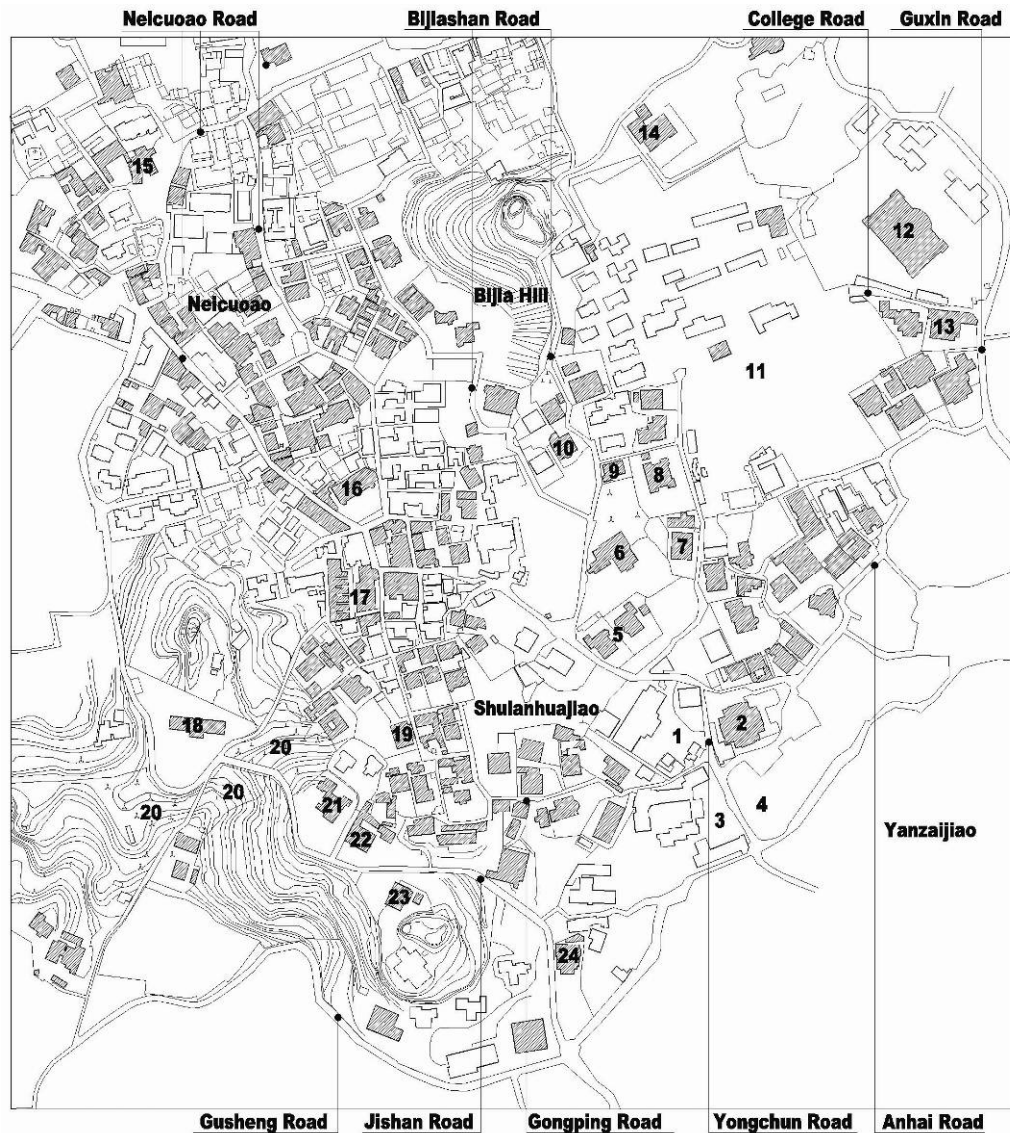 Neicuoao Road
Bijiashan Road
College Road
Guxin Road
14
15
12
Neicuoao
Bijia Hill
13
11
10
9
8
16
6
7
17
5
Shulanhuajiao
18
19
2
20
1
20
21
20
4
3
22
Yanzaijiao
23
24
Gusheng Road
Jishan Road
Gongping Road
Yongchun Road
Anhai Road